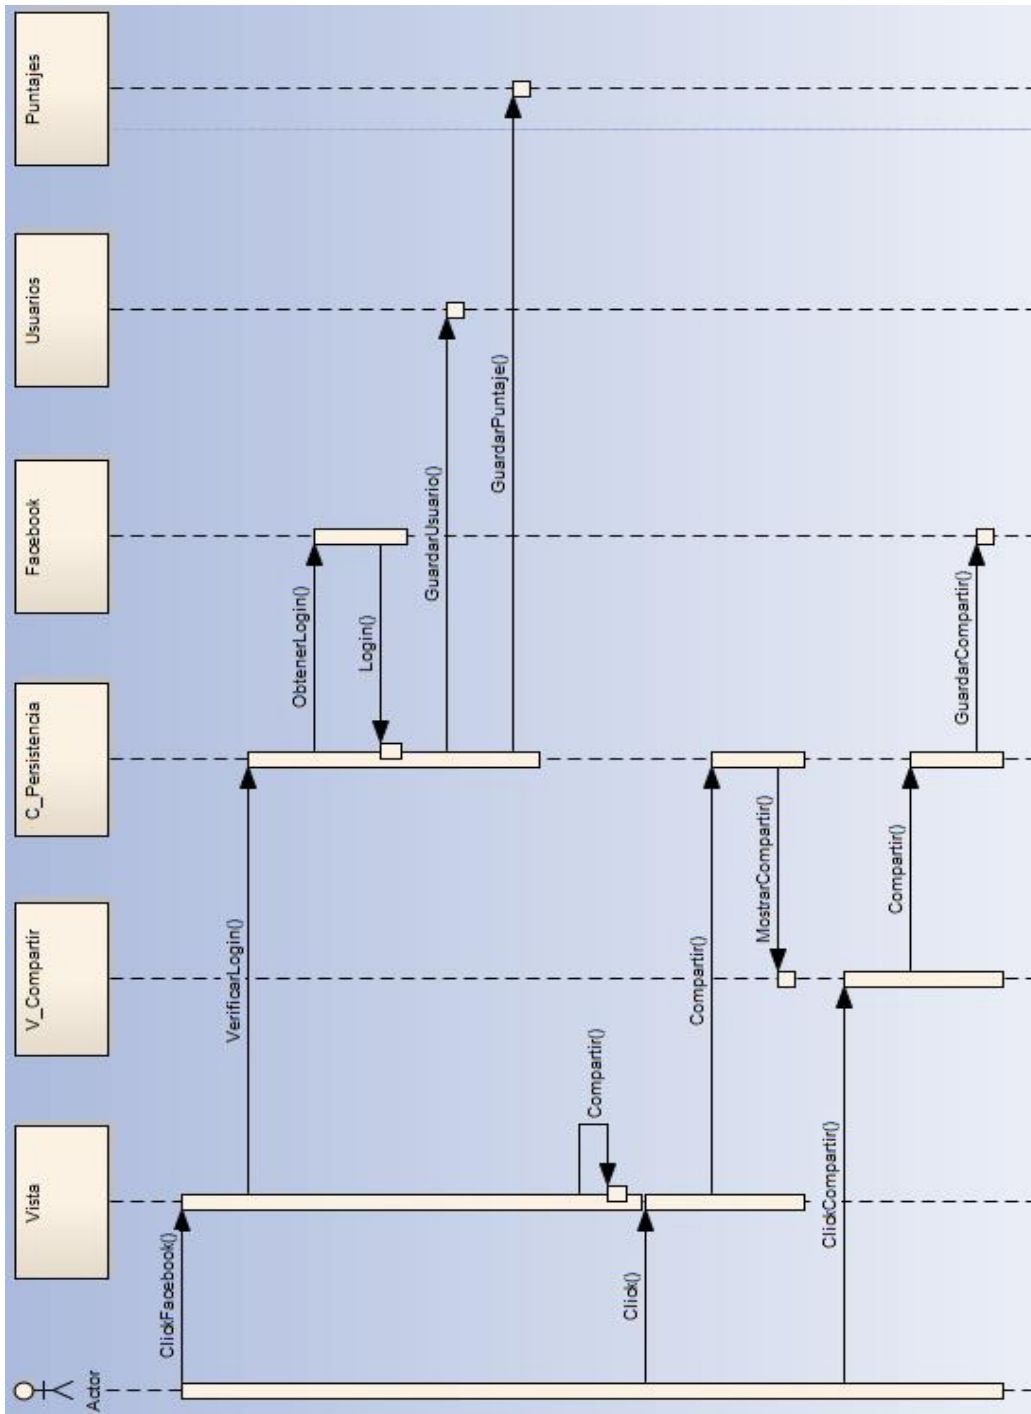 Actor
Vista
V_Compartir
C_Persistencia
Facebook
Usuarios
Puntajes
ClickFacebook()
VerificarLogin()
ObtenerLogin()
Login()
GuardarUsuario()
GuardarPuntaje()
Compartir()
Click()
Compartir()
MostrarCompartir()
ClickCompartir()
Compartir()
GuardarCompartir()